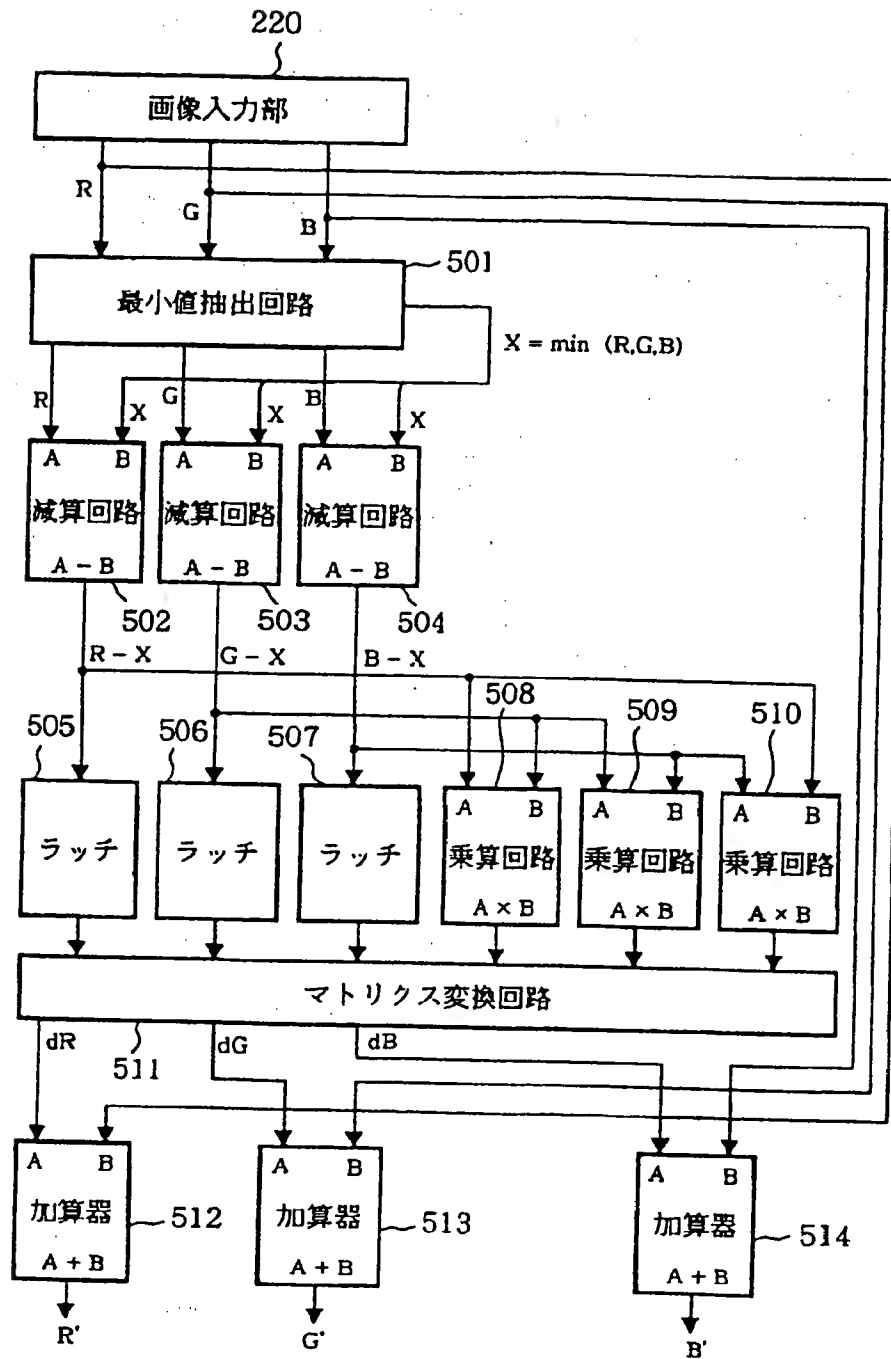 220
画像入力部
R
G
B
501
最小値抽出回路
X = min (R,G,B)
R
X
G
X
B
X
A B
減算回路
A - B
502
A B
減算回路
A - B
503
A B
減算回路
A - B
504
R - X
G - X
B - X
505
ラッチ
506
ラッチ
507
ラッチ
508
A B
乗算回路
A × B
509
A B
乗算回路
A × B
510
A B
乗算回路
A × B
マトリクス変換回路
511
dR
dG
dB
A B
加算器
A + B
512
R'
A B
加算器
A + B
513
G'
A B
加算器
A + B
514
B'